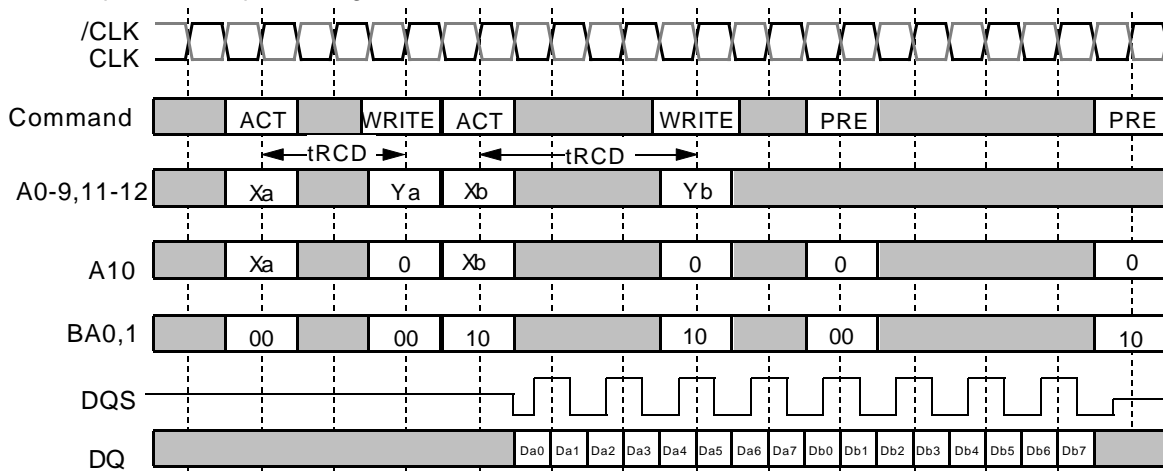 /CLK
CLK
Command ACT WRITE ACT WRITE PRE PRE
tRCD tRCD
A0-9,11-12 Xa Ya Xb Yb
A10 Xa 0 Xb 0 0 0
BA0,1 00 00 10 10 00 10
DQS
DQ Da0 Da1 Da2 Da3 Da4 Da5 Da6 Da7 Db0 Db1 Db2 Db3 Db4 Db5 Db6 Db7